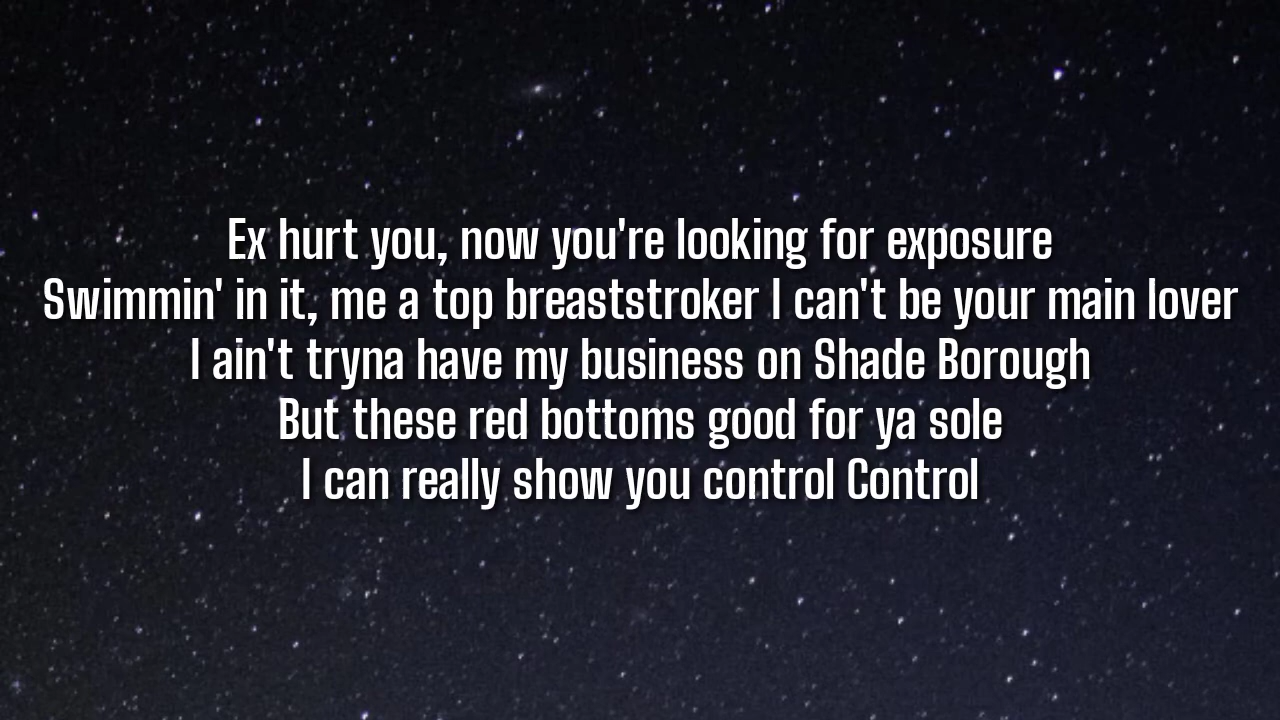 Ex hurt you, now you're looking for exposure
Swimmin' in it, me a top breaststroker I can't be your main lover
I ain't tryna have my business on Shade Borough
But these red bottoms good for ya sole
I can really show you control Control